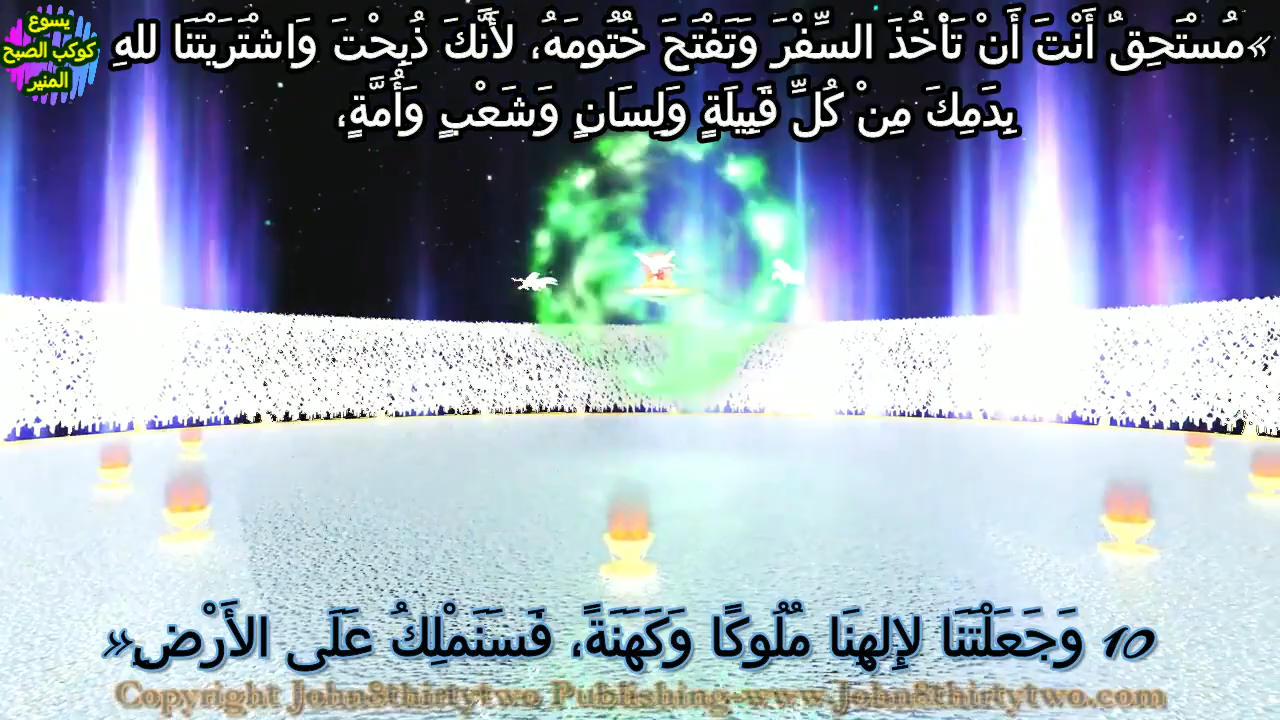 يسوع
كوكب الصبح
المنير
«مُسْتَحِقٌ أَنْتَ أَنْ تَأْخُذَ السِّفْرَ وَتَفْتَحَ خُتُومَهُ، لأَنَّكَ ذُبِحْتَ وَاشْتَرَيْتَنَا للهِ
بِدَمِكَ مِنْ كُلِّ قَبِيلَةٍ وَلِسَانٍ وَشَعْبٍ وَأُمَّةٍ،
10 وَجَعَلْتَنَا لإِلهِنَا مُلُوكًا وَكَهَنَةً، فَسَنَمْلِكُ عَلَى الأَرْضِ»
Copyright John8thirtytwo Publishing-www.John8thirtytwo.com